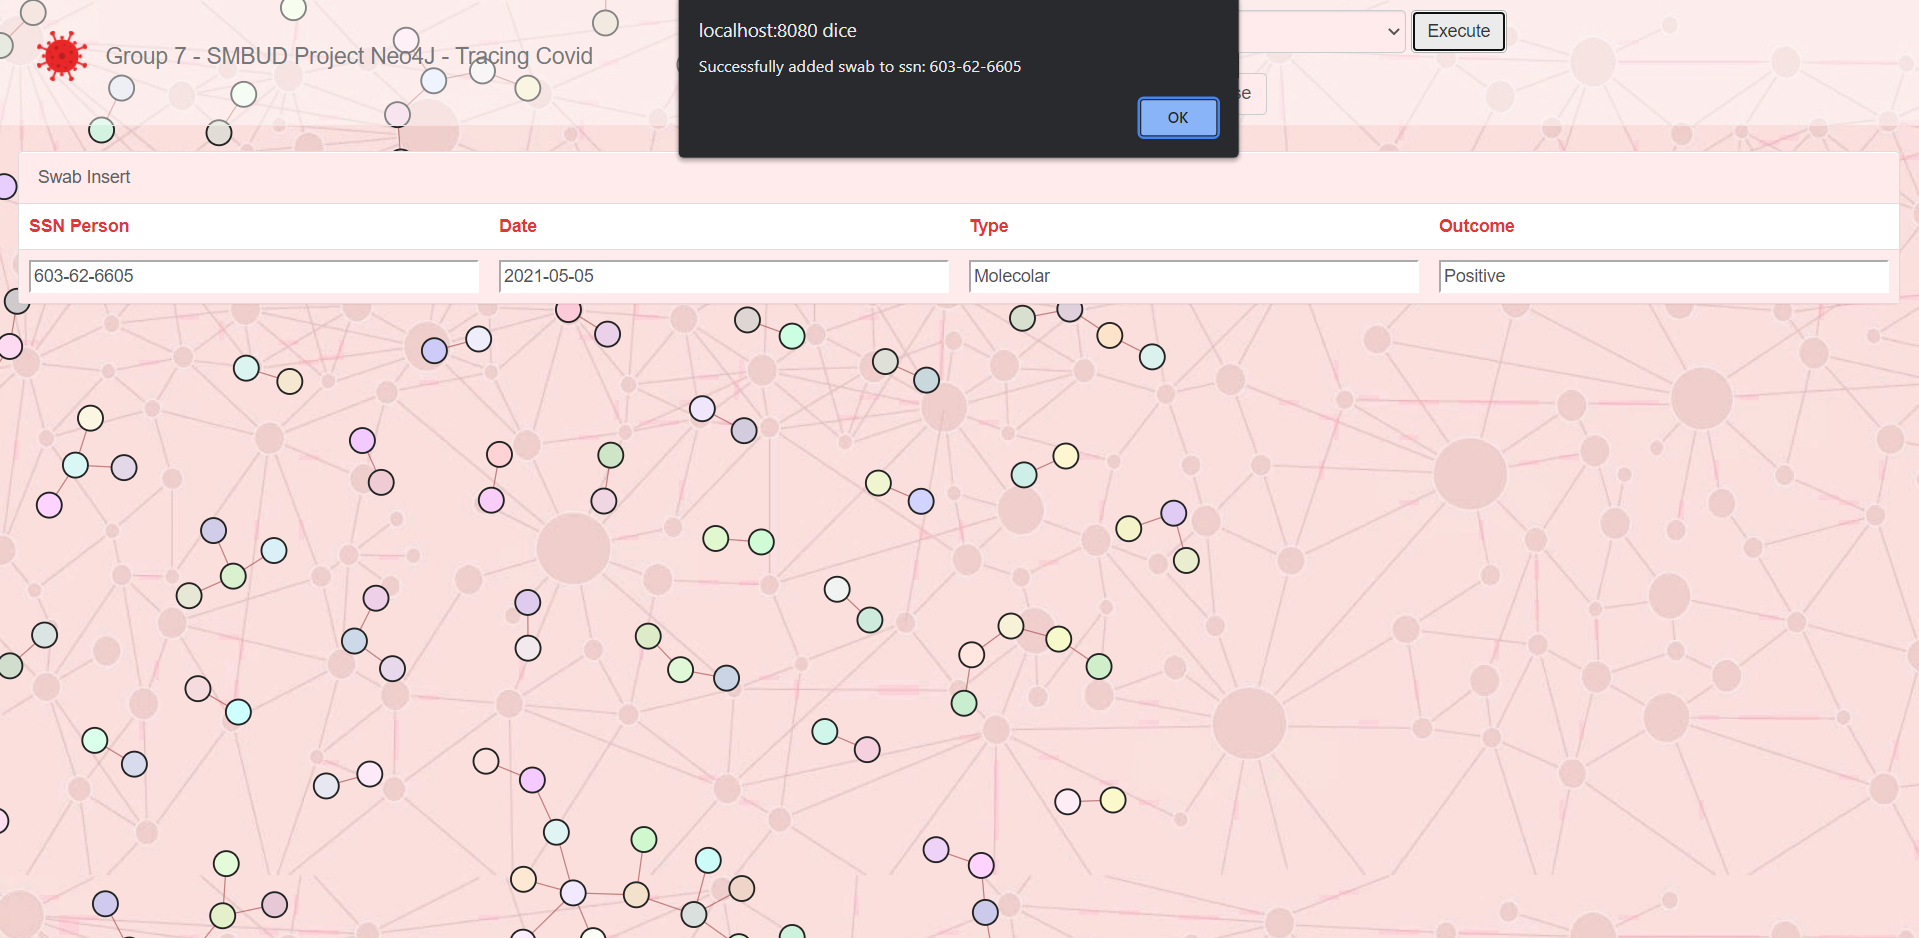 localhost:8080 dice
Successfully added swab to ssn: 603-62-6605
OK
Group 7 - SMBUD Project Neo4J - Tracing Covid
Execute
Swab Insert
SSN Person Date Type Outcome
603-62-6605 2021-05-05 Molecolar Positive